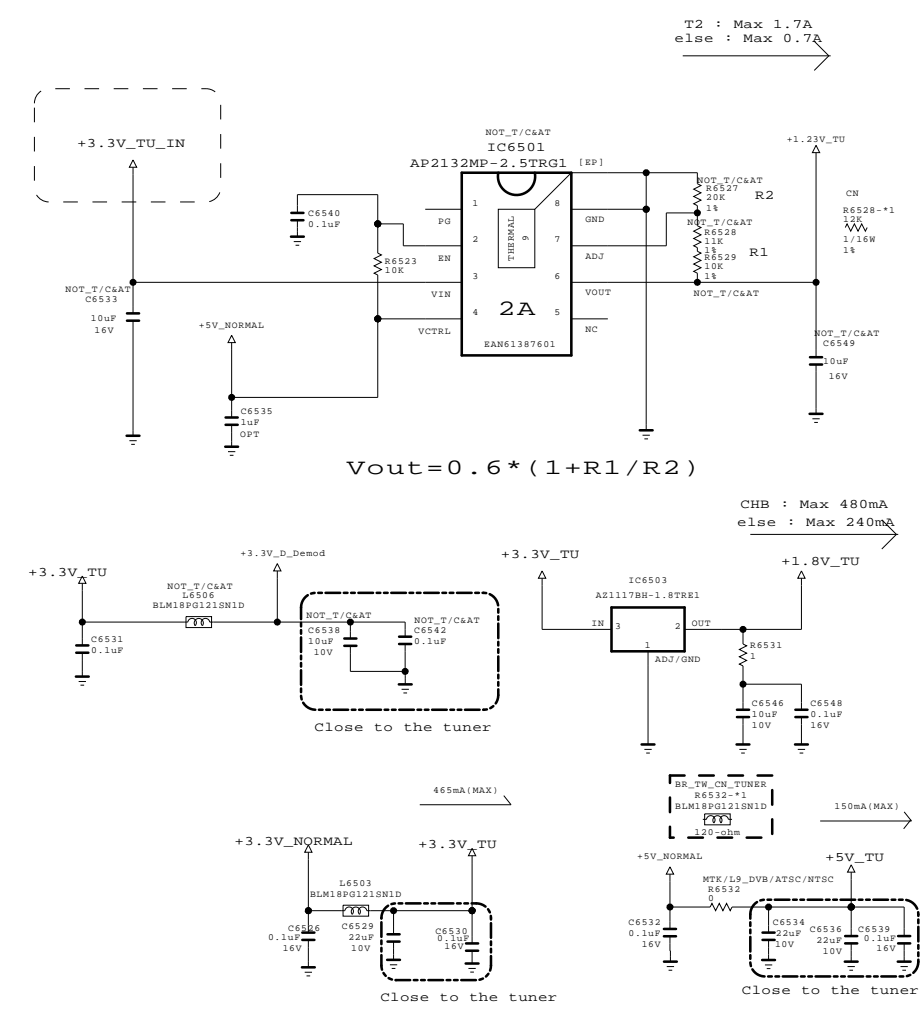 T2 : Max 1.7A
else : Max 0.7A
+3.3V_TU_IN
NOT_T/C&AT
IC6501
AP2132MP-2.5TRG1
[EP]
+1.23V_TU
C6540
0.1uF
1
PG
2
EN
3
VIN
4
VCTRL
THERMAL
9
8
GND
7
ADJ
6
VOUT
5
NC
2A
EAN61387601
NOT_T/C&AT
R6527
20K
1%
R2
NOT_T/C&AT
R6528
11K
1%
R1
R6529
10K
1%
NOT_T/C&AT
CN
R6528-*1
12K
1/16W
1%
R6523
10K
NOT_T/C&AT
C6533
10uF
16V
+5V_NORMAL
C6535
1uF
OPT
NOT_T/C&AT
C6549
10uF
16V
Vout=0.6*(1+R1/R2)
CHB : Max 480mA
else : Max 240mA
+3.3V_TU
NOT_T/C&AT
L6506
BLM18PG121SN1D
+3.3V_D_Demod
C6531
0.1uF
NOT_T/C&AT
C6538
10uF
10V
NOT_T/C&AT
C6542
0.1uF
Close to the tuner
+3.3V_TU
IC6503
AZ1117BH-1.8TRE1
+1.8V_TU
IN
3
2
OUT
1
ADJ/GND
R6531
1
C6546
10uF
10V
C6548
0.1uF
16V
465mA(MAX)
+3.3V_NORMAL
+3.3V_TU
L6503
BLM18PG121SN1D
C6526
0.1uF
16V
C6529
22uF
10V
C6530
0.1uF
16V
Close to the tuner
BR_TW_CN_TUNER
R6532-*1
BLM18PG121SN1D
120-ohm
150mA(MAX)
+5V_NORMAL
+5V_TU
MTK/L9_DVB/ATSC/NTSC
R6532
0
C6532
0.1uF
16V
C6534
22uF
10V
C6536
22uF
10V
C6539
0.1uF
16V
Close to the tuner